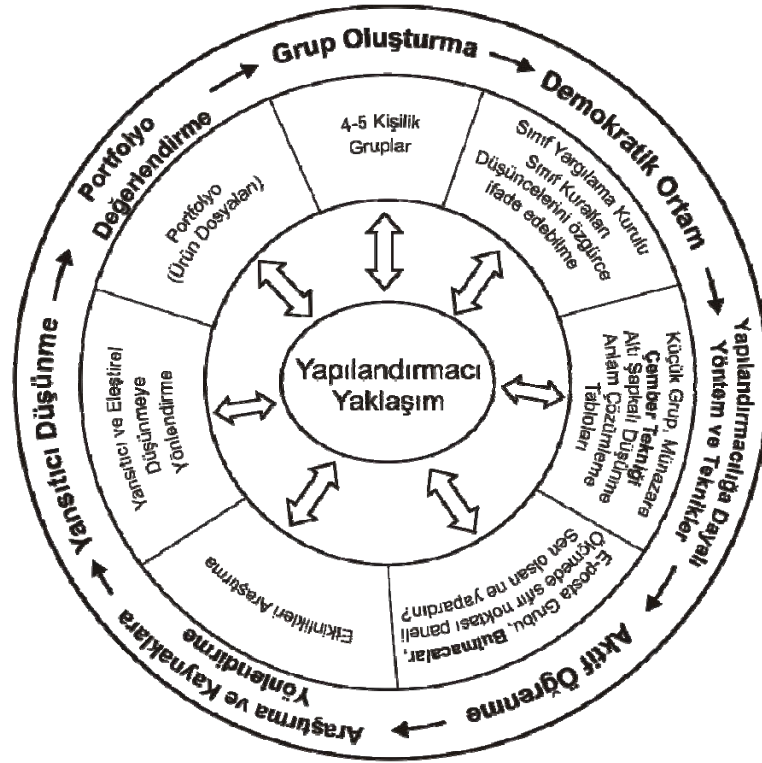 Grup Oluşturma
Demokratik Ortam
Yapılandırmacılığa Dayalı
Yöntem ve Teknikler
Aktif Öğrenme
Araştırma ve Kaynaklara
Yönlendirme
Yansıtıcı Düşünme
Portfolyo
Değerlendirme
4-5 Kişilik
Gruplar
Sınıf Yargılama Kurulu
Sınıf Kuralları
Düşüncelerini özgürce
ifade edebilme
Küçük Grup, Münazara
Çember Tekniği
Altı Şapkalı Düşünme
Anlam Çözümleme
Tabloları
E-posta Grubu, Bulmacalar,
Ölçmede sıfır noktası paneli
Sen olsan ne yapardın?
Etkinlikleri Araştırma
Yansıtıcı ve Eleştirel
Düşünmeye
Yönlendirme
Portfolyo
(Ürün Dosyaları)
Yapılandırmacı
Yaklaşım